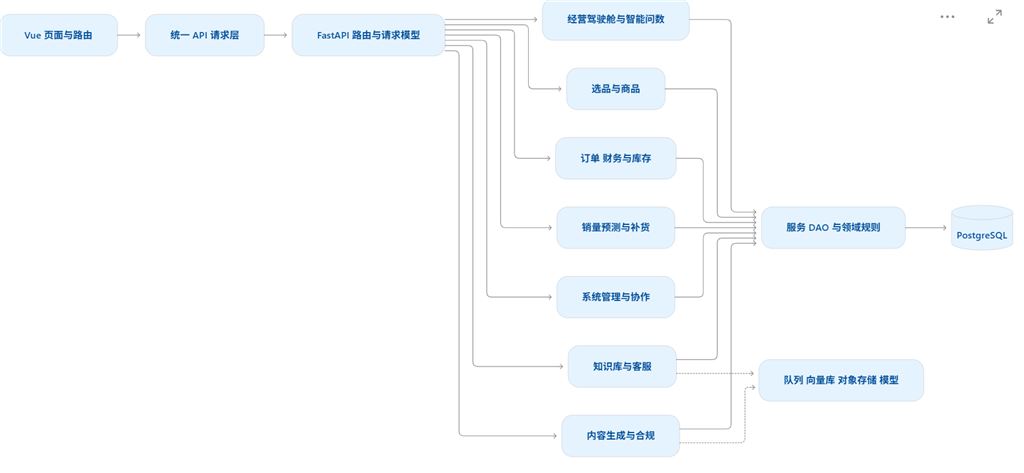 Vue 页面与路由
统一 API 请求层
FastAPI 路由与请求模型
经营驾驶舱与智能问数
选品与商品
订单 财务与库存
销量预测与补货
系统管理与协作
知识库与客服
内容生成与合规
服务 DAO 与领域规则
PostgreSQL
队列 向量库 对象存储 模型